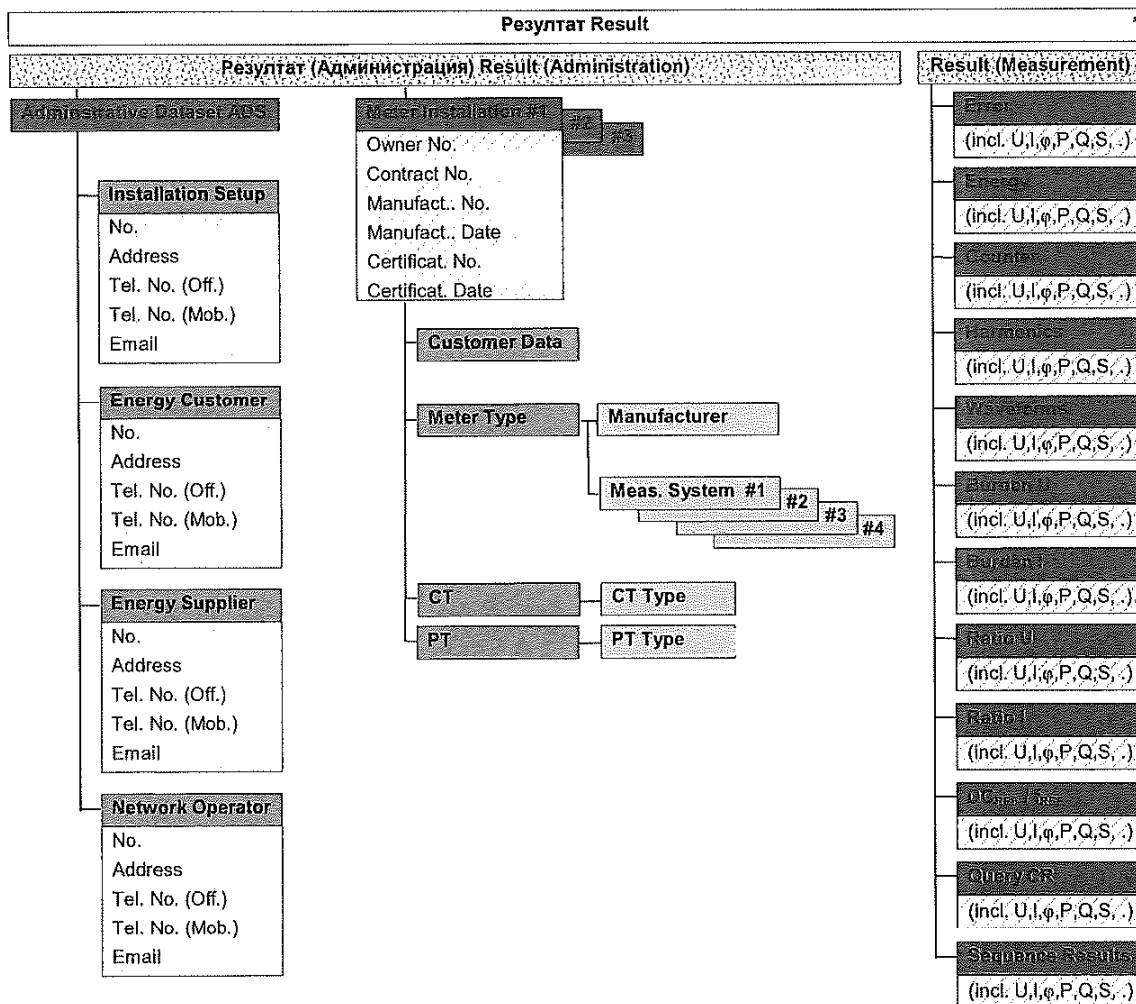 Резултат Result
Резултат (Администрация) Result (Administration)
Administrative Dataset ADS
Installation Setup
No.
Address
Tel. No. (Off.)
Tel. No. (Mob.)
Email
Energy Customer
No.
Address
Tel. No. (Off.)
Tel. No. (Mob.)
Email
Energy Supplier
No.
Address
Tel. No. (Off.)
Tel. No. (Mob.)
Email
Network Operator
No.
Address
Tel. No. (Off.)
Tel. No. (Mob.)
Email
Meter Installation #1
#2
#3
Owner No.
Contract No.
Manufact.. No.
Manufact.. Date
Certificat. No.
Certificat. Date
Customer Data
Meter Type
Manufacturer
Meas. System #1
#2
#3
#4
CT
CT Type
PT
PT Type
Result (Measurement)
Error
(incl. U,I,φ,P,Q,S, .)
Energy
(incl. U,I,φ,P,Q,S, .)
Counter
(incl. U,I,φ,P,Q,S, .)
Harmonics
(incl. U,I,φ,P,Q,S, .)
Waveforms
(incl. U,I,φ,P,Q,S, .)
Burden U
(incl. U,I,φ,P,Q,S, .)
Burden I
(incl. U,I,φ,P,Q,S, .)
Ratio U
(incl. U,I,φ,P,Q,S, .)
Ratio I
(incl. U,I,φ,P,Q,S, .)
(incl. U,I,φ,P,Q,S, .)
Query CR
(incl. U,I,φ,P,Q,S, .)
Sequence Results
(incl. U,I,φ,P,Q,S, .)